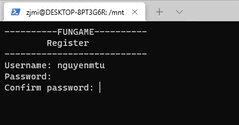 zjmi@DESKTOP-8PT3G6R: /mnt
----------FUNGAME----------
Register
---------------------------
Username: nguyenmtu
Password:
Confirm password: